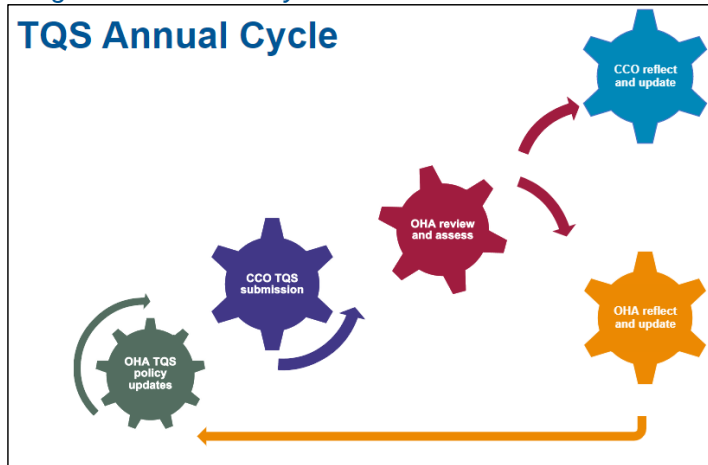 TQS Annual Cycle
CCO reflect
and update
OHA review
and assess
CCO TQS
submission
OHA reflect
and update
OHA TQS
policy
updates